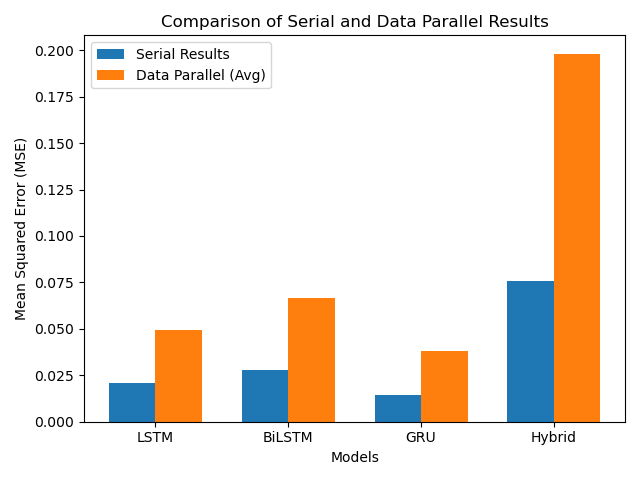 Comparison of Serial and Data Parallel Results
Serial Results
Data Parallel (Avg)
Mean Squared Error (MSE)
0.200
0.175
0.150
0.125
0.100
0.075
0.050
0.025
0.000
LSTM
BiLSTM
GRU
Hybrid
Models